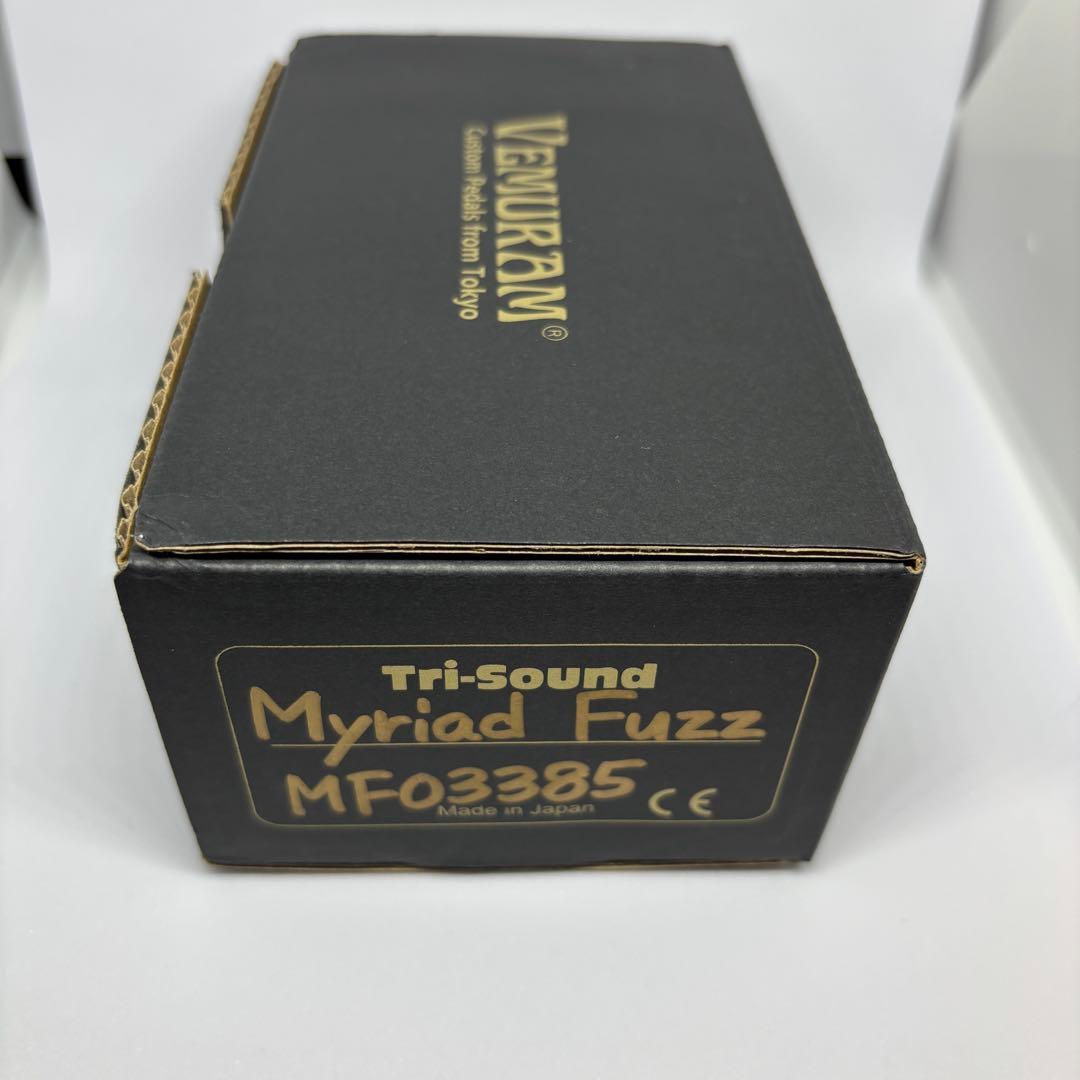 VEMURAM®
Custom Pedals from Tokyo
Tri-Sound
Myriad Fuzz
MF03385
Made in Japan
CE